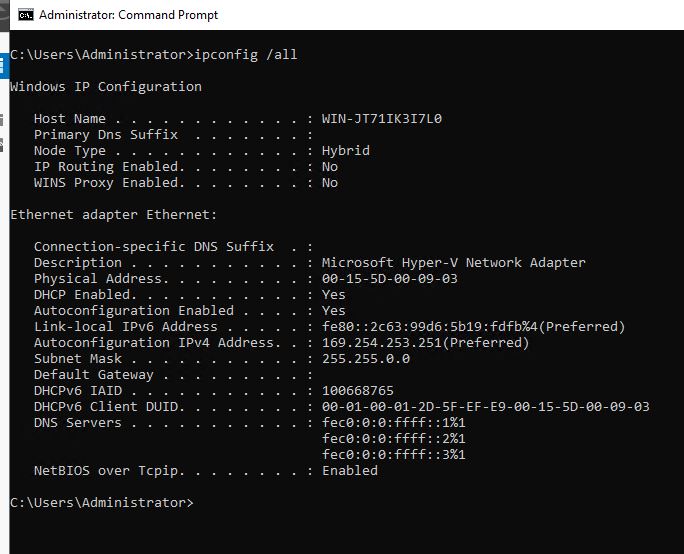 Administrator: Command Prompt
C:\Users\Administrator>ipconfig /all
Windows IP Configuration
Host Name . . . . . . . . . . . . : WIN-JT71IK3I7L0
Primary Dns Suffix  . . . . . . . :
Node Type . . . . . . . . . . . . : Hybrid
IP Routing Enabled. . . . . . . . : No
WINS Proxy Enabled. . . . . . . . : No
Ethernet adapter Ethernet:
Connection-specific DNS Suffix  . :
Description . . . . . . . . . . . : Microsoft Hyper-V Network Adapter
Physical Address. . . . . . . . . : 00-15-5D-00-09-03
DHCP Enabled. . . . . . . . . . . : Yes
Autoconfiguration Enabled . . . . : Yes
Link-local IPv6 Address . . . . . : fe80::2c63:99d6:5b19:fdfb%4(Preferred)
Autoconfiguration IPv4 Address. . : 169.254.253.251(Preferred)
Subnet Mask . . . . . . . . . . . : 255.255.0.0
Default Gateway . . . . . . . . . :
DHCPv6 IAID . . . . . . . . . . . : 100668765
DHCPv6 Client DUID. . . . . . . . : 00-01-00-01-2D-5F-EF-E9-00-15-5D-00-09-03
DNS Servers . . . . . . . . . . . : fec0:0:0:ffff::1%1
fec0:0:0:ffff::2%1
fec0:0:0:ffff::3%1
NetBIOS over Tcpip. . . . . . . . : Enabled
C:\Users\Administrator>